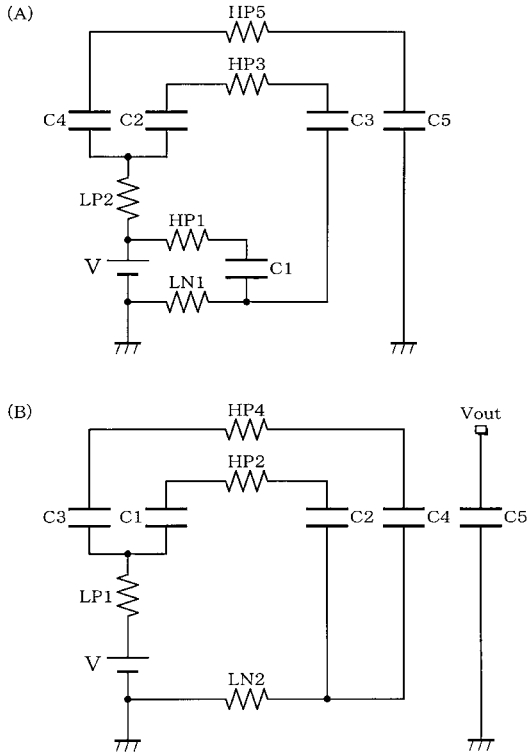 (A)
HP5
HP3
C4
C2
C3
C5
LP2
HP1
V
C1
LN1
(B)
Vout
HP4
HP2
C3
C1
C2
C4
C5
LP1
V
LN2